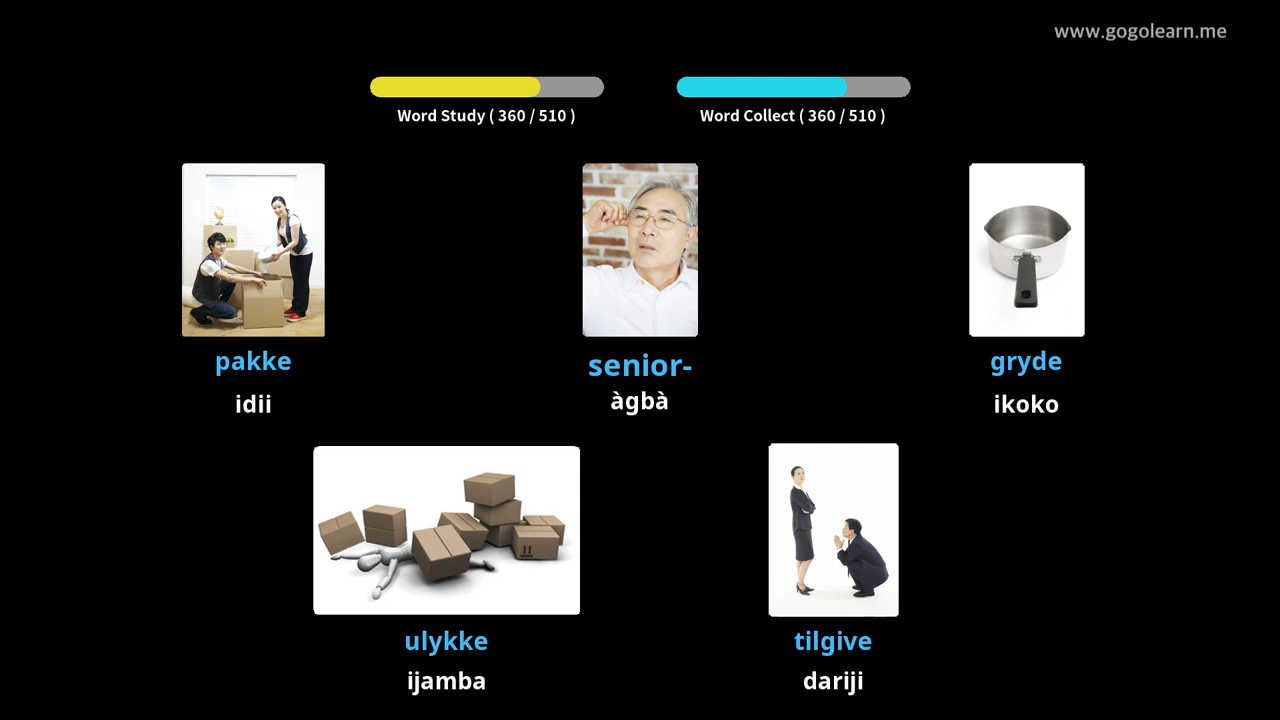 www.gogolearn.me
Word Study ( 360 / 510 )
Word Collect ( 360 / 510 )
pakke
idii
senior-
àgbà
gryde
ikoko
ulykke
ijamba
tilgive
dariji